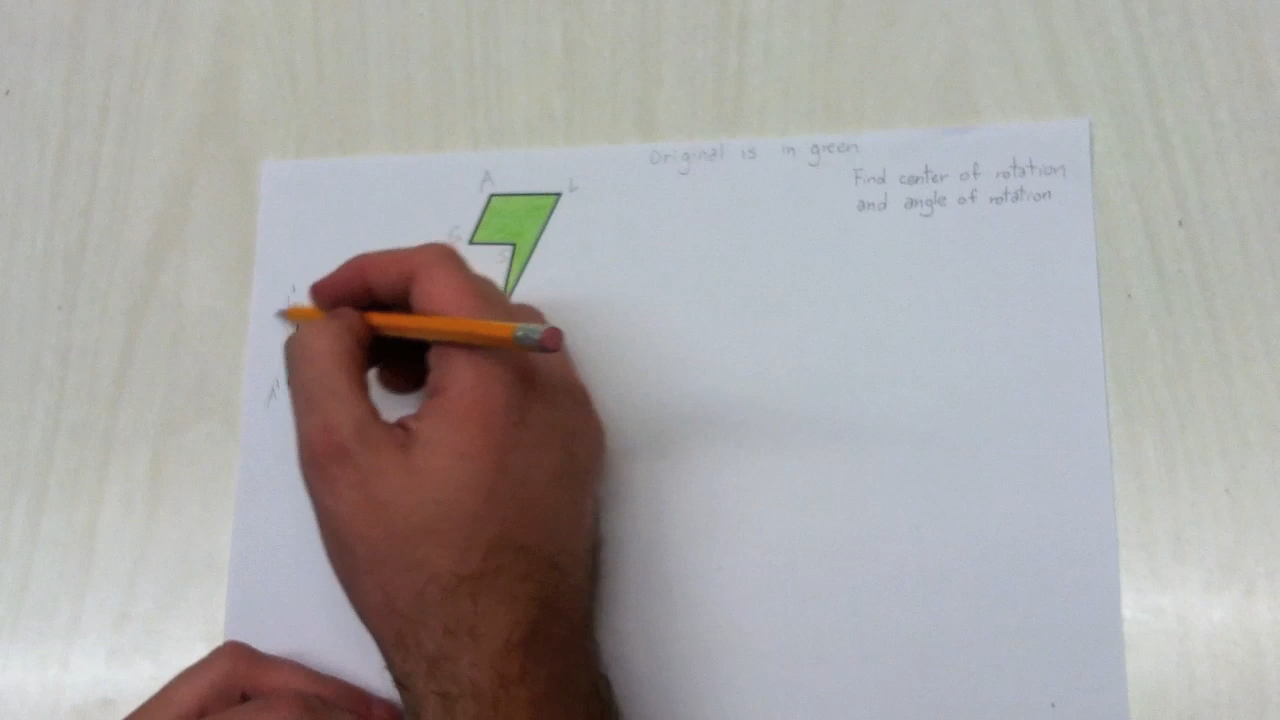 Original is in green
Find center of rotation
and angle of rotation
A L
G
S
L'
A'